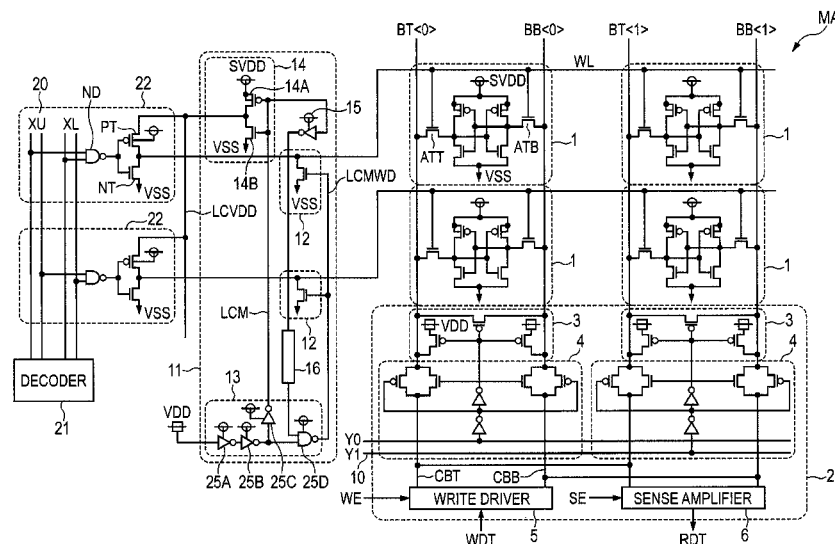 BT<0>
BB<0>
BT<1>
BB<1>
MA
SVDD
14
14A
15
WL
SVDD
20
ND
22
XU
XL
PT
VSS
14B
1
1
ATT
ATB
VSS
NT
VSS
VSS
LCMWD
LCVDD
12
22
1
1
LCM
VSS
12
VDD
3
3
4
4
11
16
13
DECODER
21
VDD
Y0
Y1
10
2
25A
25B
25C
25D
CBT
CBB
WE
WRITE DRIVER
SE
SENSE AMPLIFIER
WDT
5
RDT
6